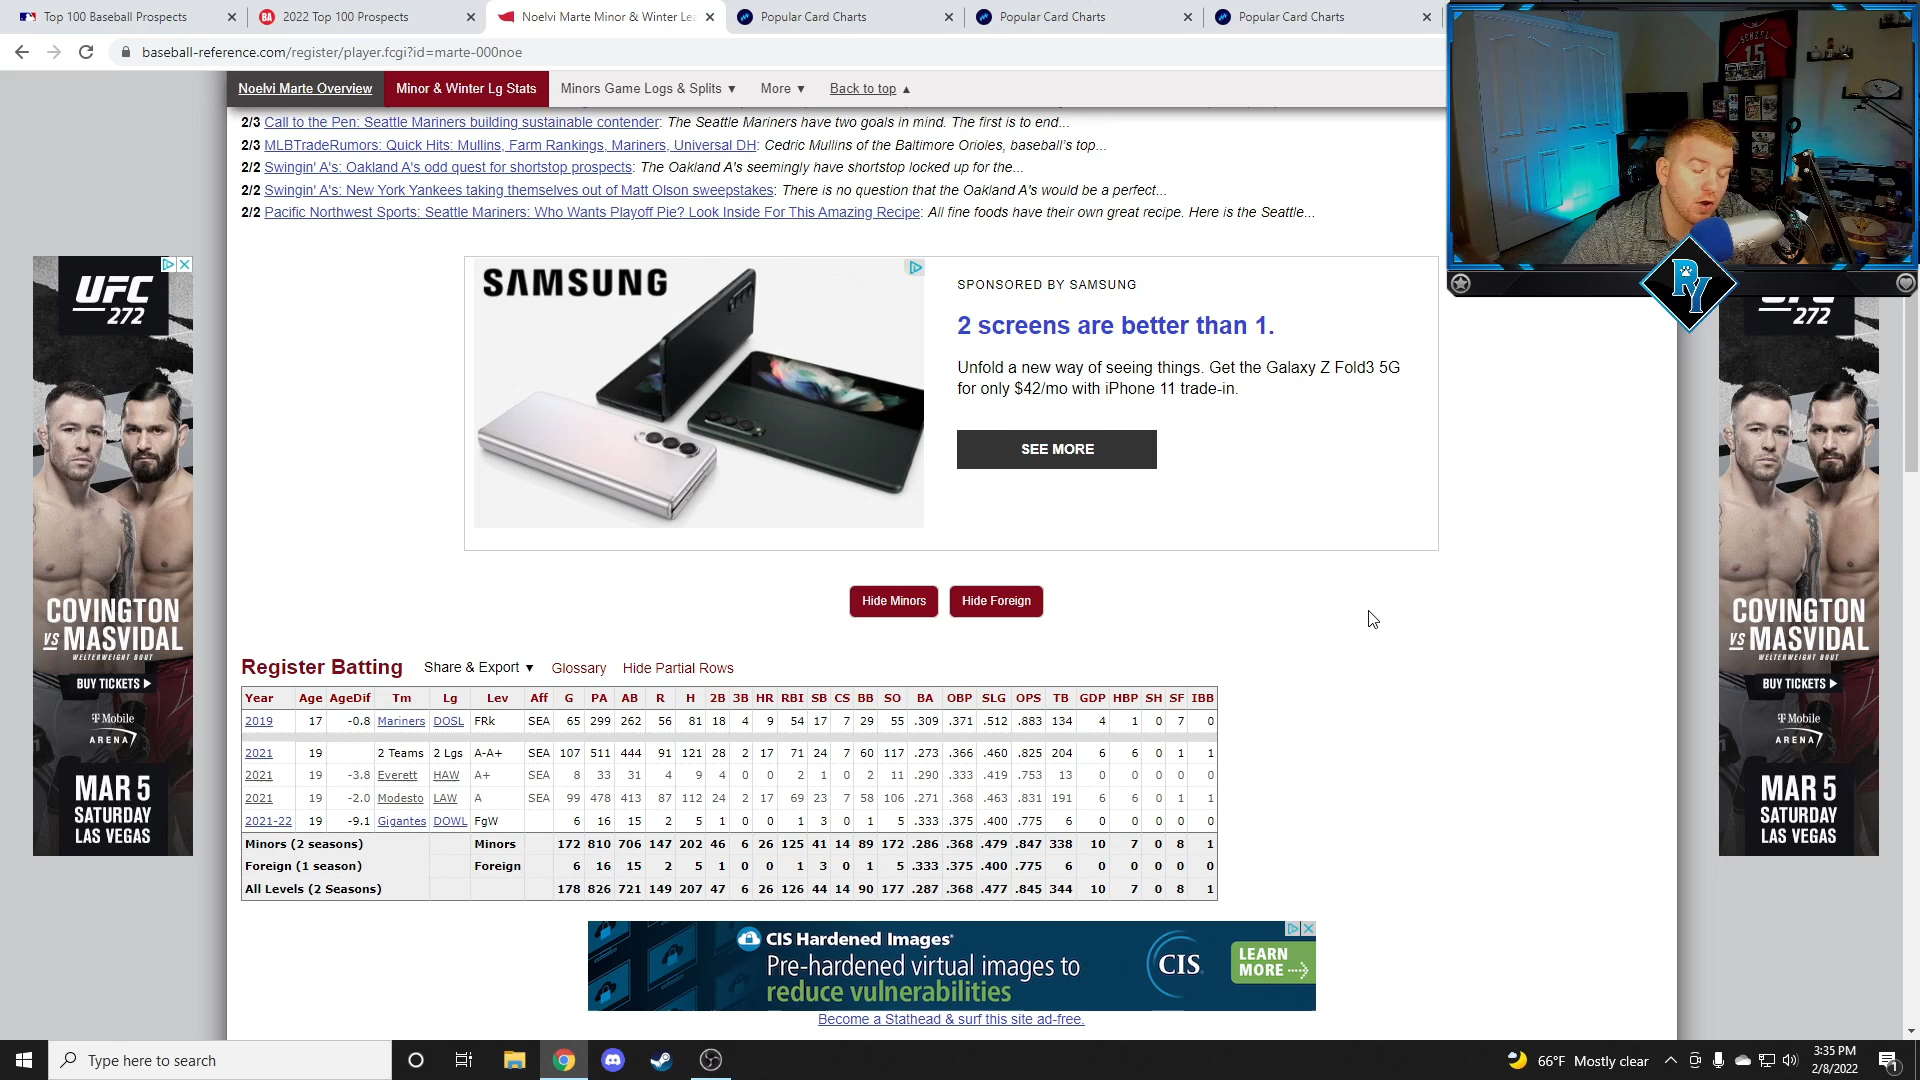 Top 100 Baseball Prospects
2022 Top 100 Prospects
Noelvi Marte Minor & Winter Lea
Popular Card Charts
Popular Card Charts
Popular Card Charts
baseball-reference.com/register/player.fcgi?id=marte-000noe
Noelvi Marte Overview Minor & Winter Lg Stats Minors Game Logs & Splits ▼ More ▼ Back to top ▲
2/3 Call to the Pen: Seattle Mariners building sustainable contender: The Seattle Mariners have two goals in mind. The first is to end...
2/3 MLBTradeRumors: Quick Hits: Mullins, Farm Rankings, Mariners, Universal DH: Cedric Mullins of the Baltimore Orioles, baseball's top...
2/2 Swingin' A's: Oakland A's odd quest for shortstop prospects: The Oakland A's seemingly have shortstop locked up for the...
2/2 Swingin' A's: New York Yankees taking themselves out of Matt Olson sweepstakes: There is no question that the Oakland A's would be a perfect...
2/2 Pacific Northwest Sports: Seattle Mariners: Who Wants Playoff Pie? Look Inside For This Amazing Recipe: All fine foods have their own great recipe. Here is the Seattle...
SENZEL
15
RY
UFC
272
COVINGTON
VS MASVIDAL
WELTERWEIGHT BOUT
BUY TICKETS ▶
T Mobile
ARENA
MAR 5
SATURDAY
LAS VEGAS
SAMSUNG
SPONSORED BY SAMSUNG
2 screens are better than 1.
Unfold a new way of seeing things. Get the Galaxy Z Fold3 5G
for only $42/mo with iPhone 11 trade-in.
SEE MORE
272
COVINGTON
VS MASVIDAL
WELTERWEIGHT BOUT
BUY TICKETS ▶
T Mobile
ARENA
MAR 5
SATURDAY
LAS VEGAS
Hide Minors Hide Foreign
Register Batting Share & Export ▼ Glossary Hide Partial Rows
Year Age AgeDif Tm Lg Lev Aff G PA AB R H 2B 3B HR RBI SB CS BB SO BA OBP SLG OPS TB GDP HBP SH SF IBB
2019 17 -0.8 Mariners DOSL FRk SEA 65 299 262 56 81 18 4 9 54 17 7 29 55 .309 .371 .512 .883 134 4 1 0 7 0
2021 19 2 Teams 2 Lgs A-A+ SEA 107 511 444 91 121 28 2 17 71 24 7 60 117 .273 .366 .460 .825 204 6 6 0 1 1
2021 19 -3.8 Everett HAW A+ SEA 8 33 31 4 9 4 0 0 2 1 0 2 11 .290 .333 .419 .753 13 0 0 0 0 0
2021 19 -2.0 Modesto LAW A SEA 99 478 413 87 112 24 2 17 69 23 7 58 106 .271 .368 .463 .831 191 6 6 0 1 1
2021-22 19 -9.1 Gigantes DOWL FgW 6 16 15 2 5 1 0 0 1 3 0 1 5 .333 .375 .400 .775 6 0 0 0 0 0
Minors (2 seasons) Minors 172 810 706 147 202 46 6 26 125 41 14 89 172 .286 .368 .479 .847 338 10 7 0 8 1
Foreign (1 season) Foreign 6 16 15 2 5 1 0 0 1 3 0 1 5 .333 .375 .400 .775 6 0 0 0 0 0
All Levels (2 Seasons) 178 826 721 149 207 47 6 26 126 44 14 90 177 .287 .368 .477 .845 344 10 7 0 8 1
CIS Hardened Images
Pre-hardened virtual images to
reduce vulnerabilities
CIS.
LEARN
MORE
Become a Stathead & surf this site ad-free.
Type here to search
66°F Mostly clear
3:35 PM
2/8/2022
1